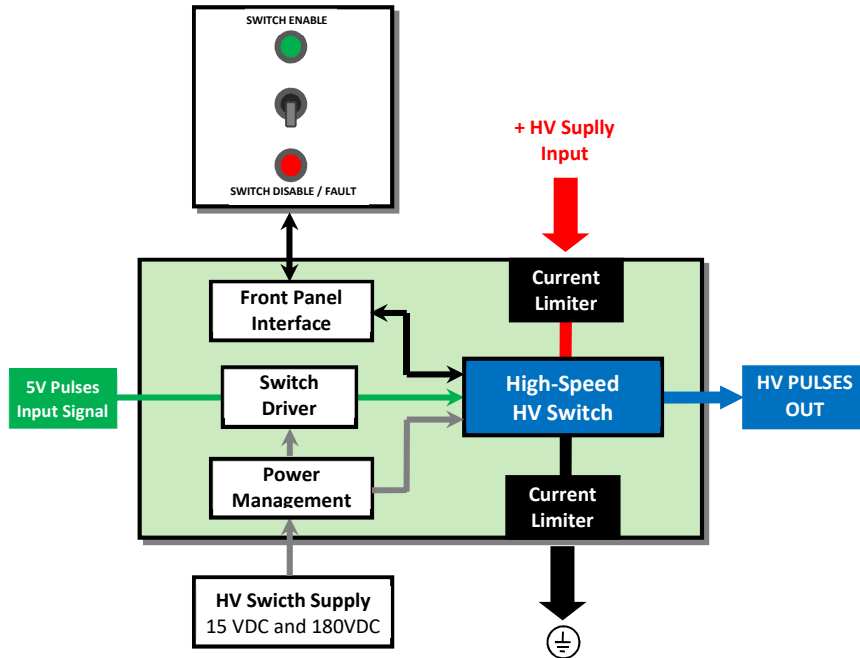 SWITCH ENABLE
SWITCH DISABLE / FAULT
+ HV Suplly
Input
Current
Limiter
Front Panel
Interface
5V Pulses
Input Signal
Switch
Driver
High-Speed
HV Switch
HV PULSES
OUT
Power
Management
Current
Limiter
HV Swicth Supply
15 VDC and 180VDC